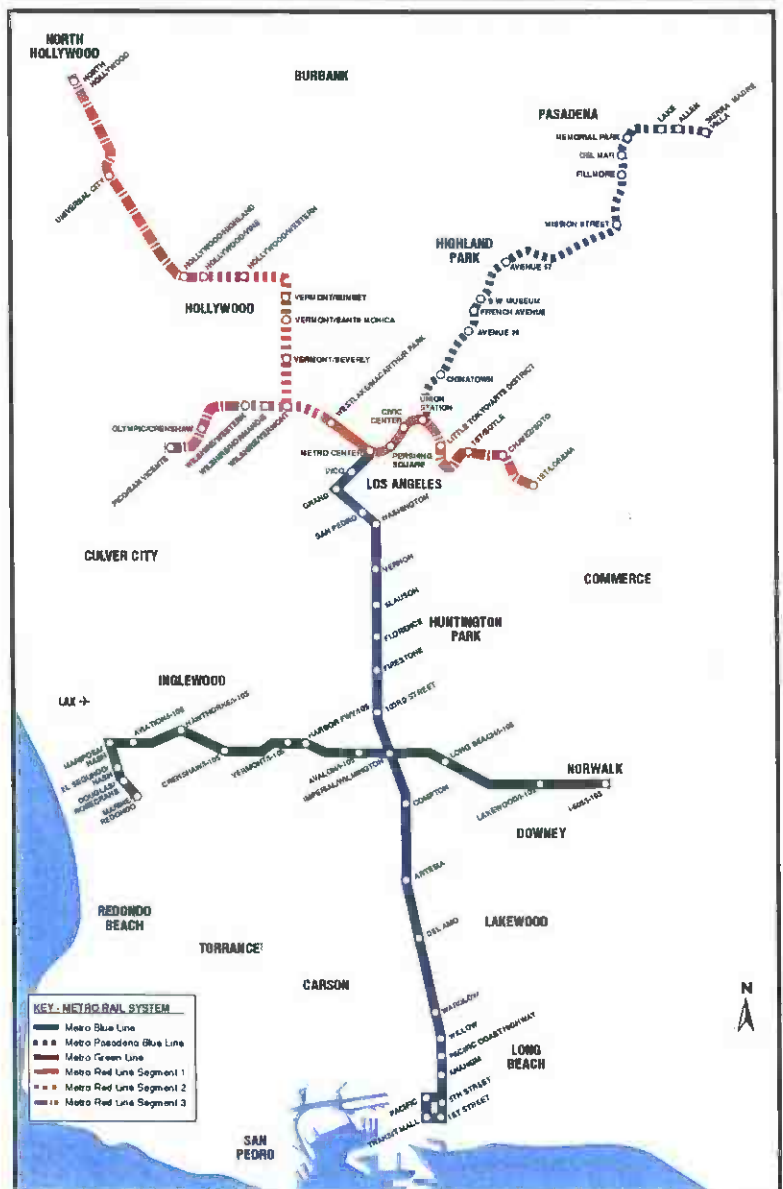 NORTH
HOLLYWOOD
NORTH
HOLLYWOOD
BURBANK
PASADENA
LAKE
ALLEN
SIERRA MADRE
VILLA
MEMORIAL PARK
DEL MAR
FILLMORE
UNIVERSAL CITY
MISSION STREET
HIGHLAND
PARK
HOLLYWOOD/HIGHLAND
HOLLYWOOD/VINE
HOLLYWOOD/WESTERN
AVENUE 57
HOLLYWOOD
VERMONT/SUNSET
S.W. MUSEUM
FRENCH AVENUE
VERMONT/SANTA MONICA
AVENUE 26
VERMONT/BEVERLY
CHINATOWN
WESTLAKE/MACARTHUR PARK
UNION
STATION
LITTLE TOKYO/ARTS DISTRICT
CIVIC
CENTER
1ST/BOYLE
CHAVEZ/SOTO
OLYMPIC/CRENSHAW
WILSHIRE/WESTERN
WILSHIRE/NORMANDIE
WILSHIRE/VERMONT
PICO/SAN VICENTE
METRO CENTER
PERSHING
SQUARE
1ST/LORENA
PICO
LOS ANGELES
GRAND
SAN PEDRO
WASHINGTON
CULVER CITY
VERNON
COMMERCE
SLAUSON
HUNTINGTON
PARK
FLORENCE
FIRESTONE
INGLEWOOD
LAX
103RD STREET
AVIATION/I-105
HAWTHORNE/I-105
HARBOR FWY/I-105
MARIPOSA/
NASH
EL SEGUNDO/
NASH
DOUGLAS/
ROSECRANS
MARINE/
REDONDO
CRENSHAW/I-105
VERMONT/I-105
AVALON/I-105
IMPERIAL/WILMINGTON
LONG BEACH/I-105
NORWALK
LAKEWOOD/I-105
I-605/I-105
COMPTON
DOWNEY
ARTESIA
REDONDO
BEACH
LAKEWOOD
DEL AMO
TORRANCE
CARSON
WARDLOW
N
KEY - METRO RAIL SYSTEM
Metro Blue Line
Metro Pasadena Blue Line
Metro Green Line
Metro Red Line Segment 1
Metro Red Line Segment 2
Metro Red Line Segment 3
WILLOW
PACIFIC COAST HIGHWAY
ANAHEIM
LONG
BEACH
PACIFIC
5TH STREET
TRANSIT MALL
1ST STREET
SAN
PEDRO